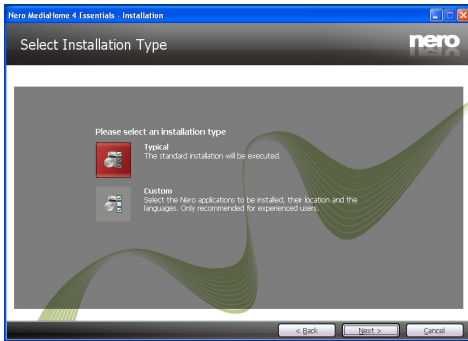 Nero MediaHome 4 Essentials - Installation
Select Installation Type
nero
Please select an installation type
Typical
The standard installation will be executed.
Custom
Select the Nero applications to be installed, their location and the
languages. Only recommended for experienced users.
< Back
Next >
Cancel